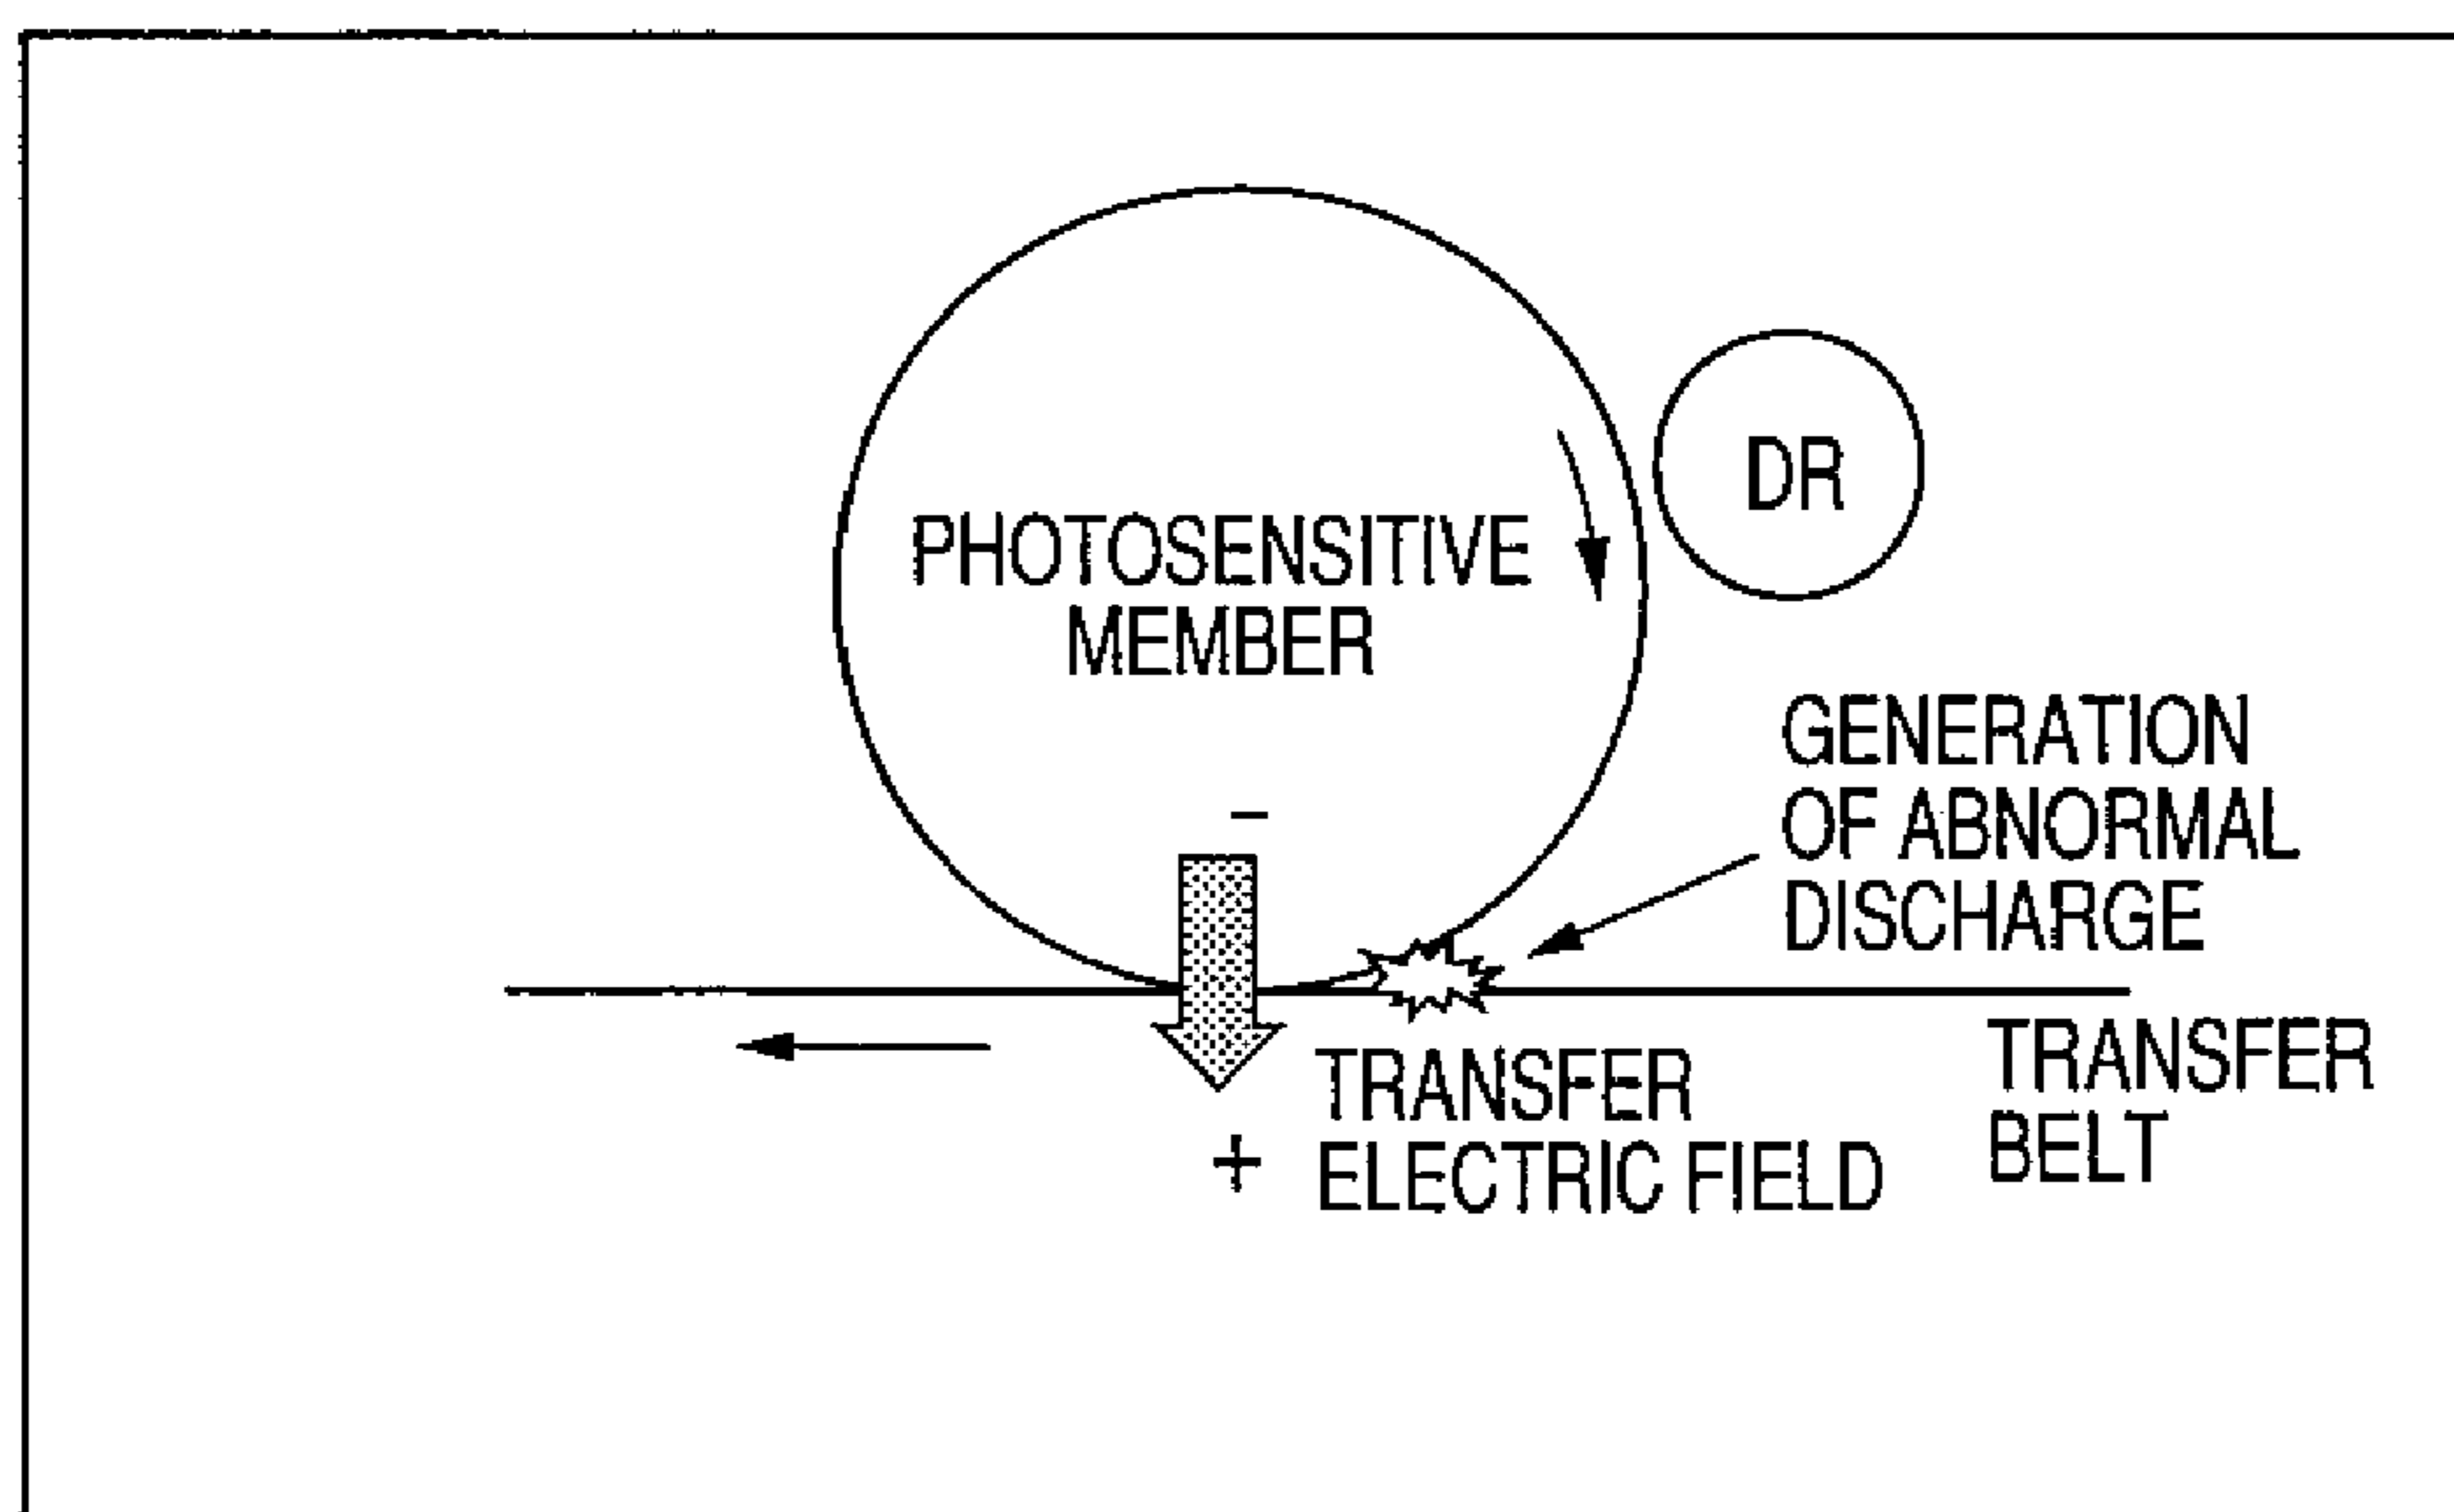 DR
PHOTOSENSITIVE
MEMBER
GENERATION
OF ABNORMAL
DISCHARGE
−
TRANSFER
ELECTRIC FIELD
+
TRANSFER
BELT